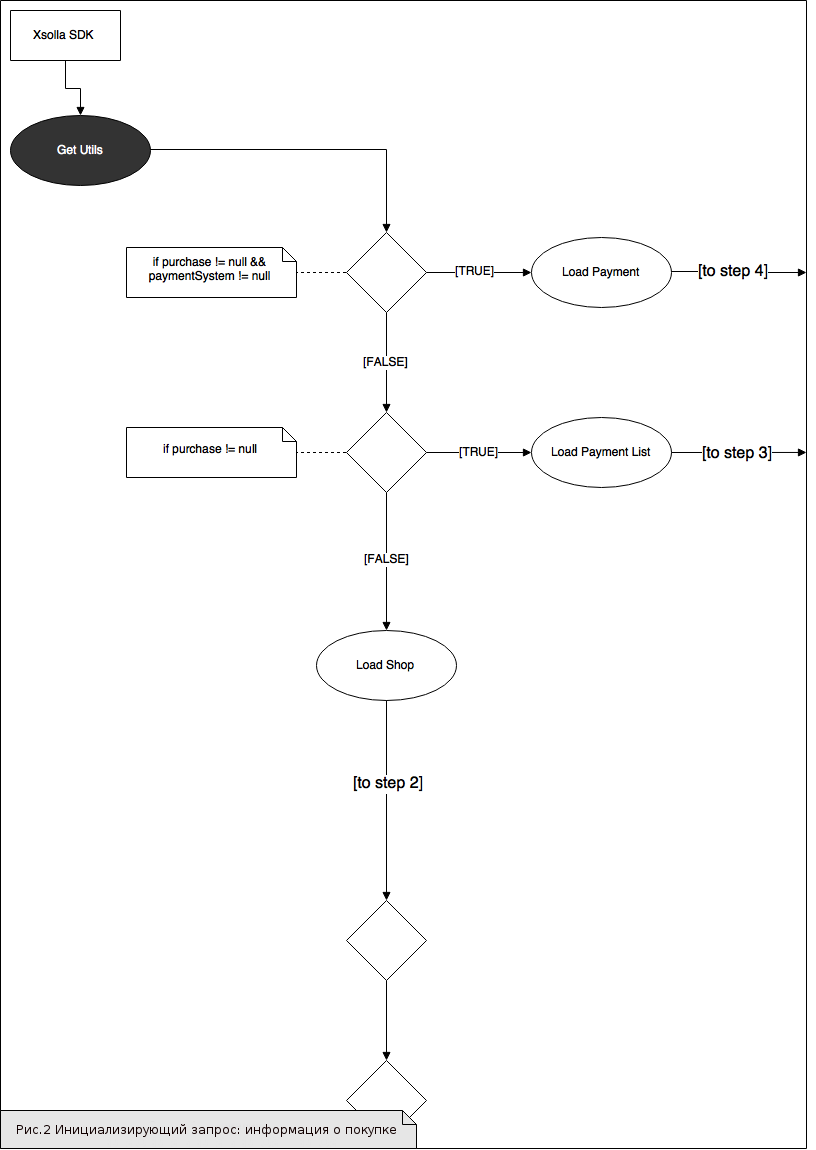 Xsolla SDK
Get Utils
if purchase != null &&
paymentSystem != null
[TRUE]
Load Payment
[to step 4]
[FALSE]
if purchase != null
[TRUE]
Load Payment List
[to step 3]
[FALSE]
Load Shop
[to step 2]
Рис.2 Инициализирующий запрос: информация о покупке